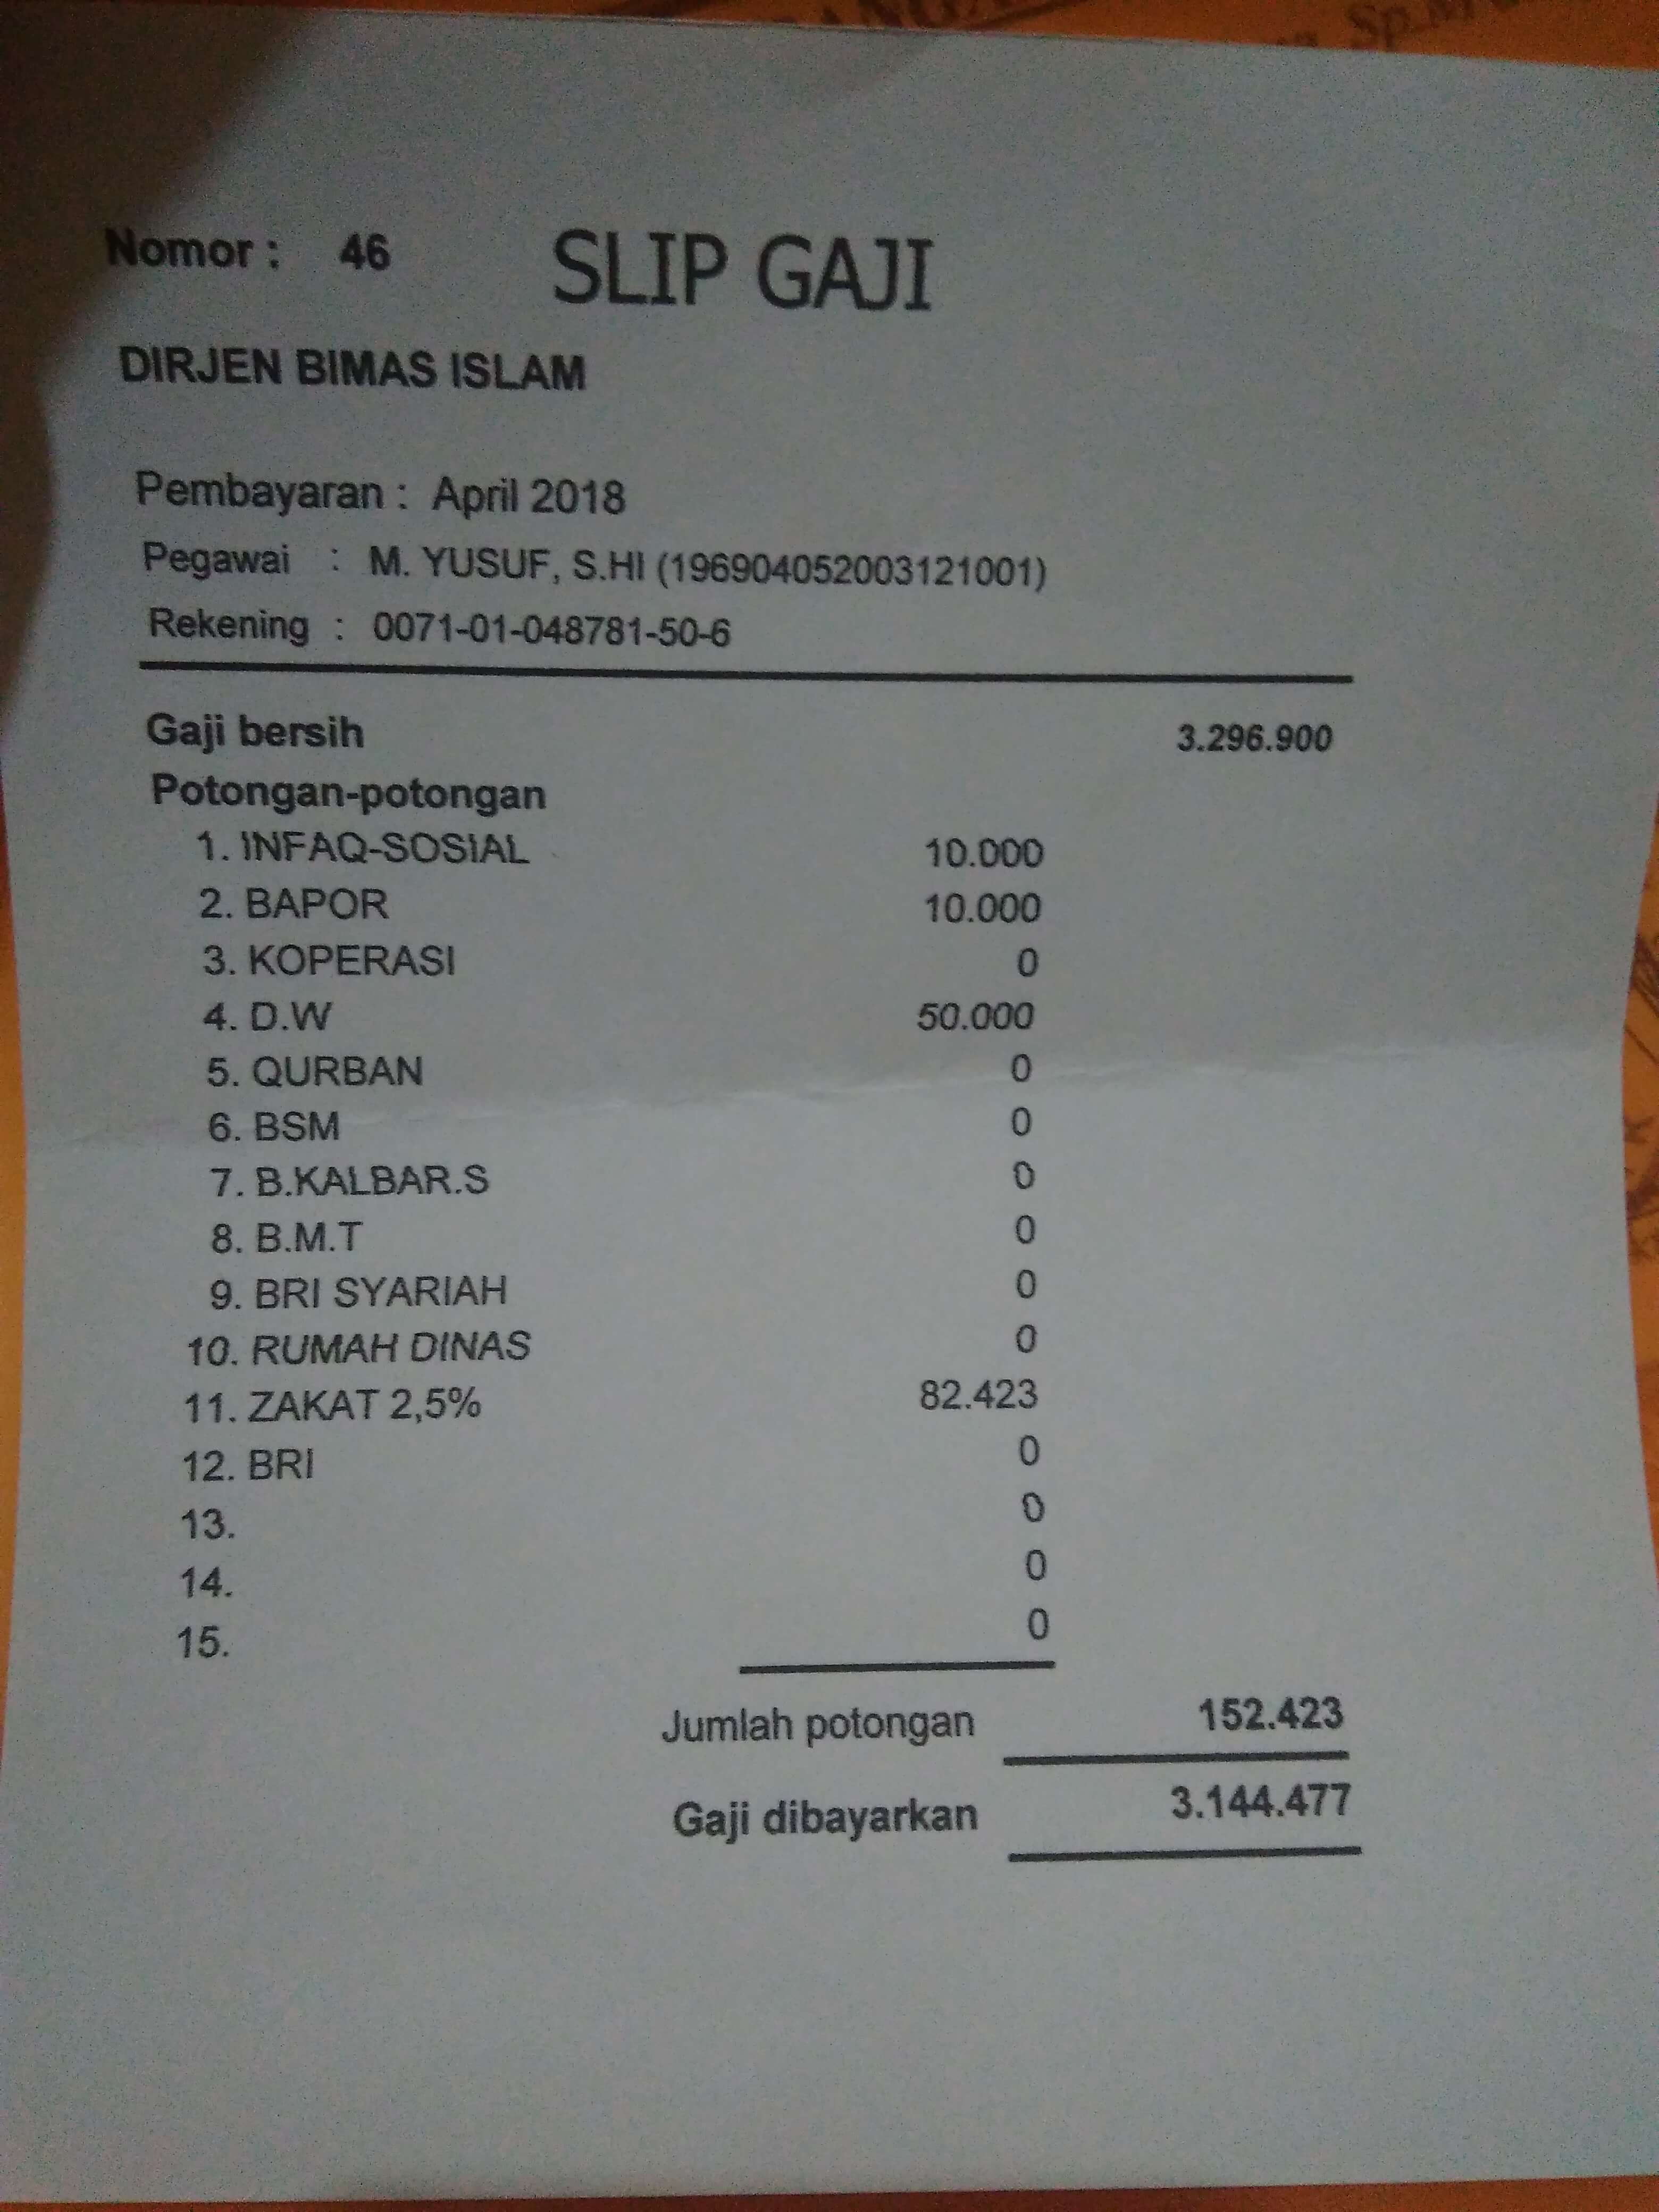 Sp.M
Nomor : 46 SLIP GAJI
DIRJEN BIMAS ISLAM
Pembayaran : April 2018
Pegawai : M. YUSUF, S.HI (196904052003121001)
Rekening : 0071-01-048781-50-6
Gaji bersih 3.296.900
Potongan-potongan
1. INFAQ-SOSIAL 10.000
2. BAPOR 10.000
3. KOPERASI 0
4. D.W 50.000
5. QURBAN 0
6. BSM 0
7. B.KALBAR.S 0
8. B.M.T 0
9. BRI SYARIAH 0
10. RUMAH DINAS 0
11. ZAKAT 2,5% 82.423
12. BRI 0
13. 0
14. 0
15. 0
Jumlah potongan 152.423
Gaji dibayarkan 3.144.477